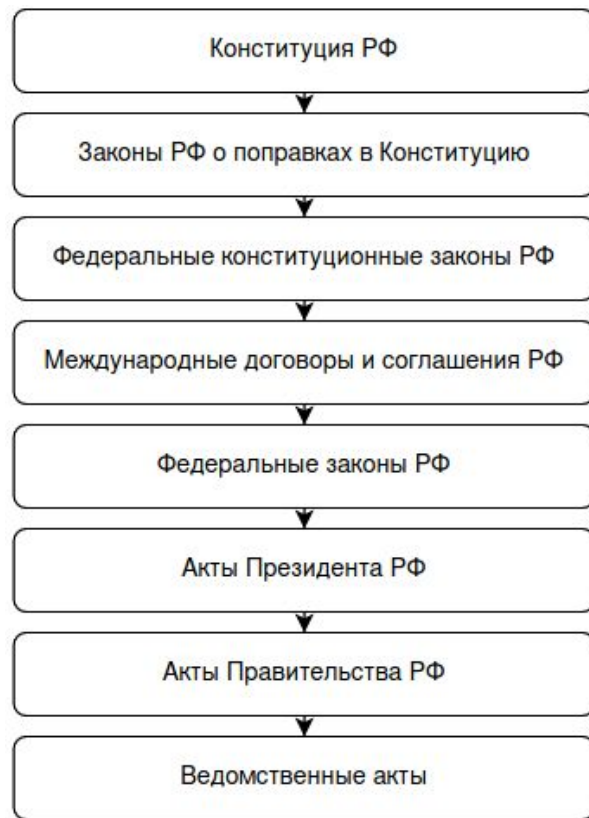 Конституция РФ
Законы РФ о поправках в Конституцию
Федеральные конституционные законы РФ
Международные договоры и соглашения РФ
Федеральные законы РФ
Акты Президента РФ
Акты Правительства РФ
Ведомственные акты